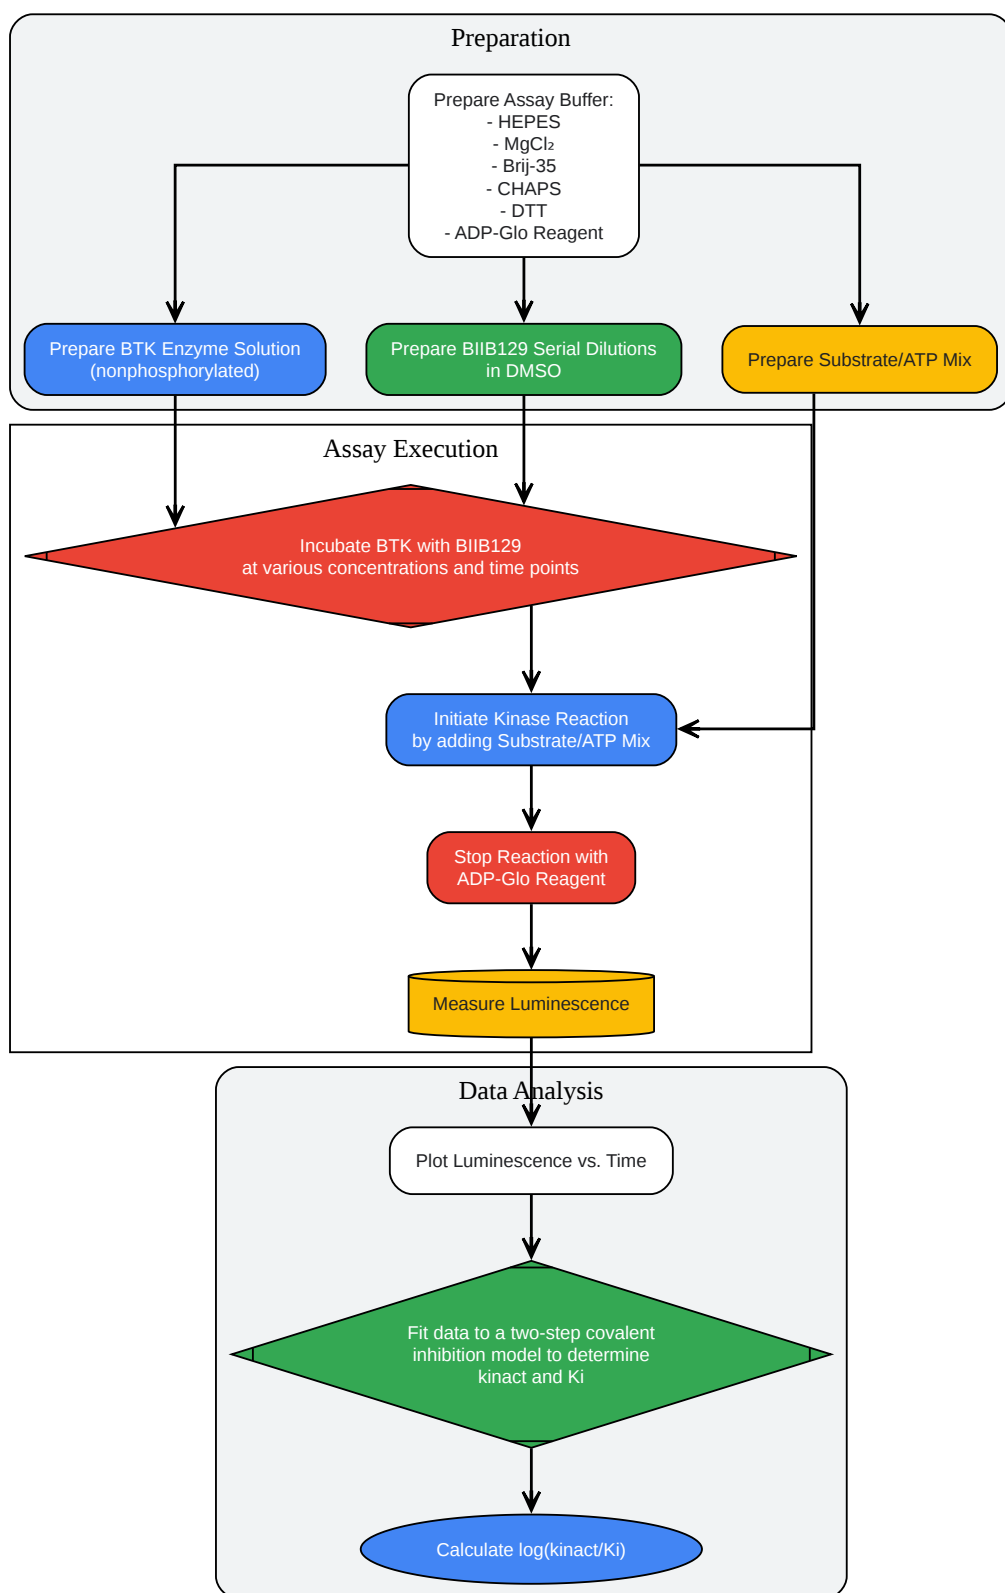 Preparation
Prepare Assay Buffer:
- HEPES
- MgCl₂
- Brij-35
- CHAPS
- DTT
- ADP-Glo Reagent
Prepare BTK Enzyme Solution
(nonphosphorylated)
Prepare BIIB129 Serial Dilutions
in DMSO
Prepare Substrate/ATP Mix
Assay Execution
Incubate BTK with BIIB129
at various concentrations and time points
Initiate Kinase Reaction
by adding Substrate/ATP Mix
Stop Reaction with
ADP-Glo Reagent
Measure Luminescence
Data Analysis
Plot Luminescence vs. Time
Fit data to a two-step covalent
inhibition model to determine
kinact and Ki
Calculate log(kinact/Ki)